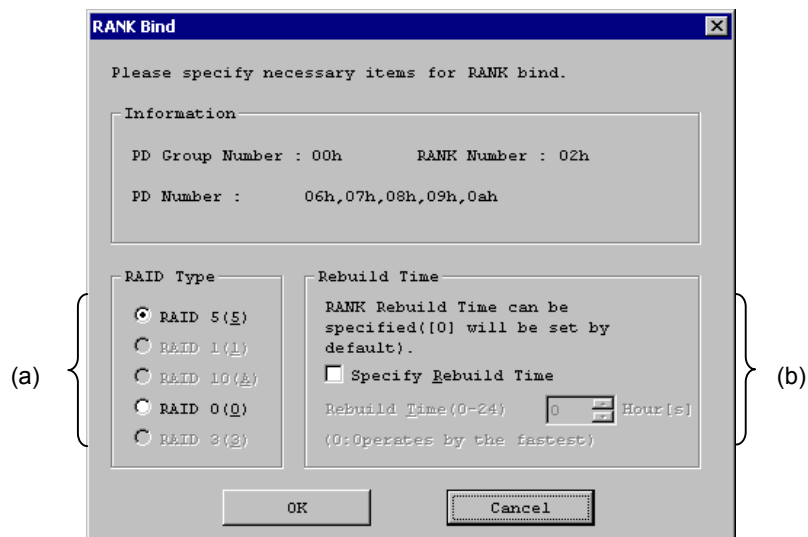 RANK Bind
Please specify necessary items for RANK bind.
Information
PD Group Number : 00h RANK Number : 02h
PD Number : 06h,07h,08h,09h,0ah
RAID Type
RAID 5(5)
RAID 1(1)
RAID 10(A)
RAID 0(0)
RAID 3(3)
(a)
Rebuild Time
RANK Rebuild Time can be
specified([0] will be set by
default).
Specify Rebuild Time
Rebuild Time(0-24) 0 Hour[s]
(0:Operates by the fastest)
(b)
OK Cancel